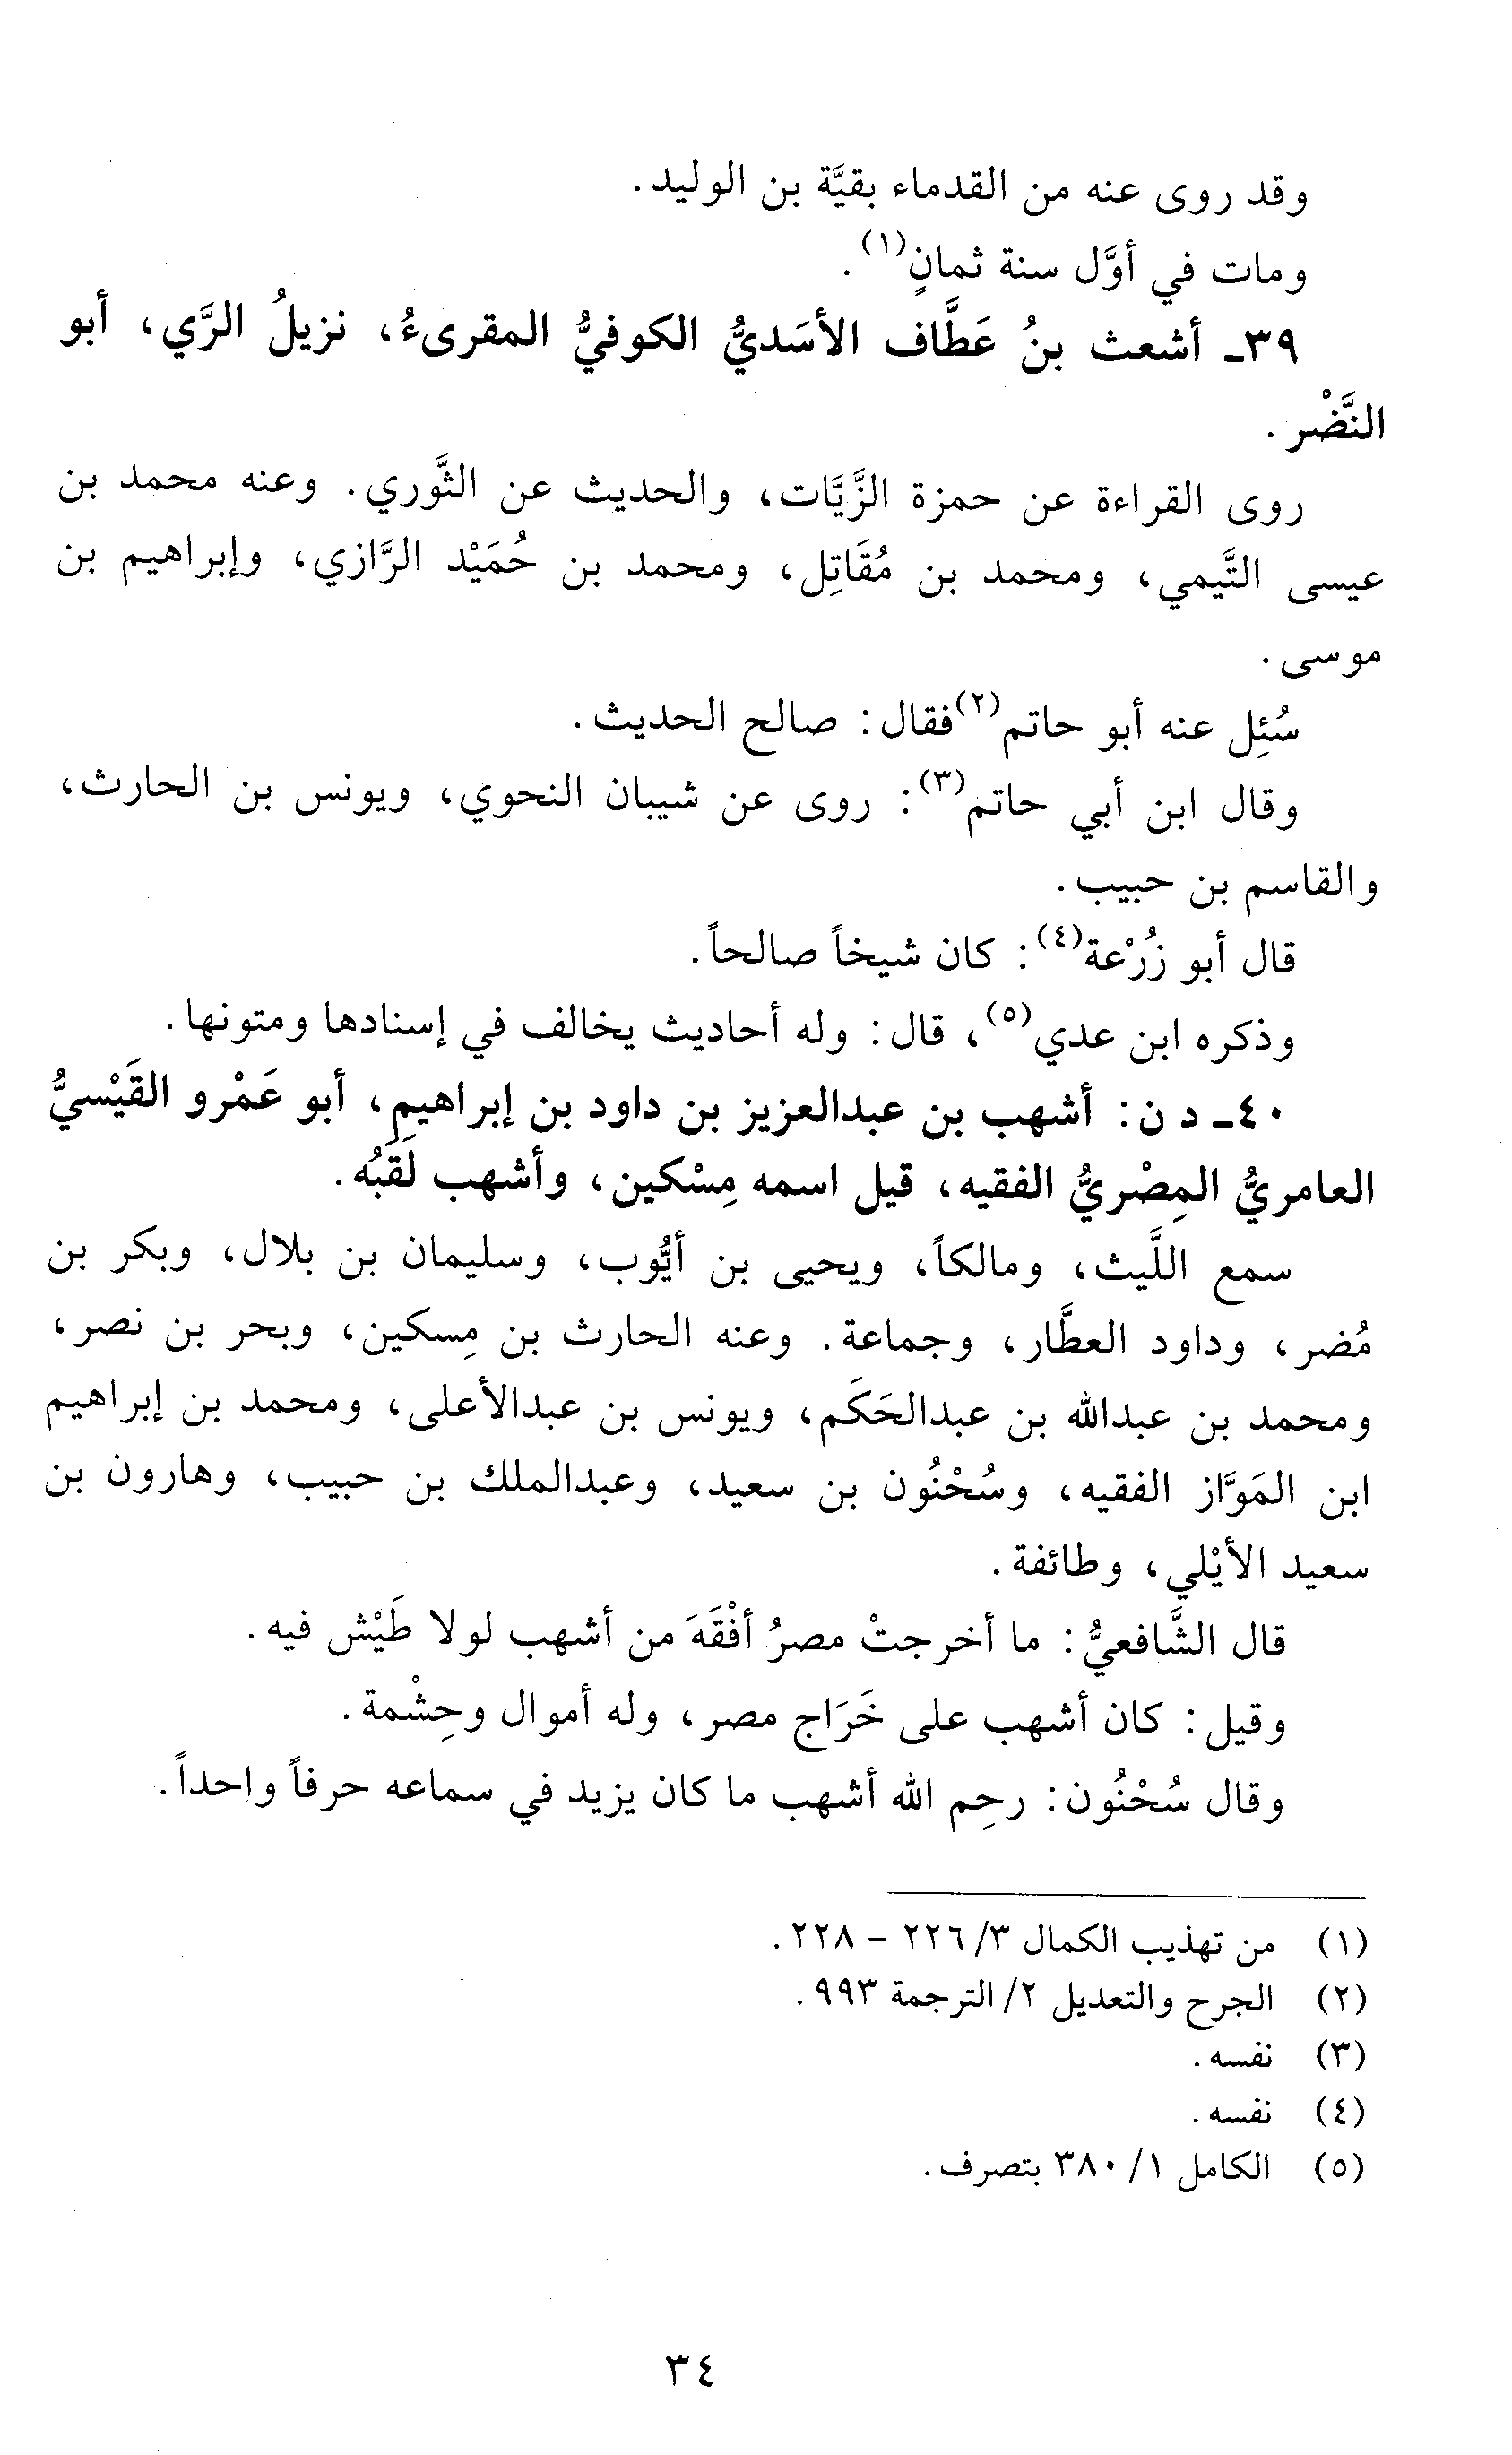 وقد روى عنه من القدماء بقيَّة بن الوليد.
ومات في أوَّل سنة ثمانٍ(١).
٣٩ـ أشعث بنُ عَطَّاف الأسَديُّ الكوفيُّ المقرىءُ، نزيلُ الرَّي، أبو
النَّضْر.
روى القراءة عن حمزة الزَّيَّات، والحديث عن الثَّوري. وعنه محمد بن
عيسى التَّيمي، ومحمد بن مُقَاتِل، ومحمد بن حُمَيْد الرَّازي، وإبراهيم بن
موسى.
سُئِل عنه أبو حاتم(٢) فقال: صالح الحديث.
وقال ابن أبي حاتم(٣): روى عن شيبان النحوي، ويونس بن الحارث،
والقاسم بن حبيب.
قال أبو زُرْعة(٤): كان شيخاً صالحاً.
وذكره ابن عدي(٥)، قال: وله أحاديث يخالف في إسنادها ومتونها.
٤٠ـ د ن: أشهب بن عبدالعزيز بن داود بن إبراهيم، أبو عَمْرو القَيْسيُّ
العامريُّ المِصْريُّ الفقيه، قيل اسمه مِسْكين، وأشهب لَقَبُه.
سمع اللَّيث، ومالكاً، ويحيى بن أيُّوب، وسليمان بن بلال، وبكر بن
مُضر، وداود العطَّار، وجماعة. وعنه الحارث بن مِسكين، وبحر بن نصر،
ومحمد بن عبدالله بن عبدالحَكَم، ويونس بن عبدالأعلى، ومحمد بن إبراهيم
ابن المَوَّاز الفقيه، وسُحْنُون بن سعيد، وعبدالملك بن حبيب، وهارون بن
سعيد الأيْلي، وطائفة.
قال الشَّافعيُّ: ما أخرجتْ مصرُ أفْقَهَ من أشهب لولا طَيْش فيه.
وقيل: كان أشهب على خَرَاج مصر، وله أموال وحِشْمة.
وقال سُحْنُون: رحِم الله أشهب ما كان يزيد في سماعه حرفاً واحداً.
(١) من تهذيب الكمال ٣/ ٢٢٦ - ٢٢٨.
(٢) الجرح والتعديل ٢/ الترجمة ٩٩٣.
(٣) نفسه.
(٤) نفسه.
(٥) الكامل ١/ ٣٨٠ بتصرف.
٣٤